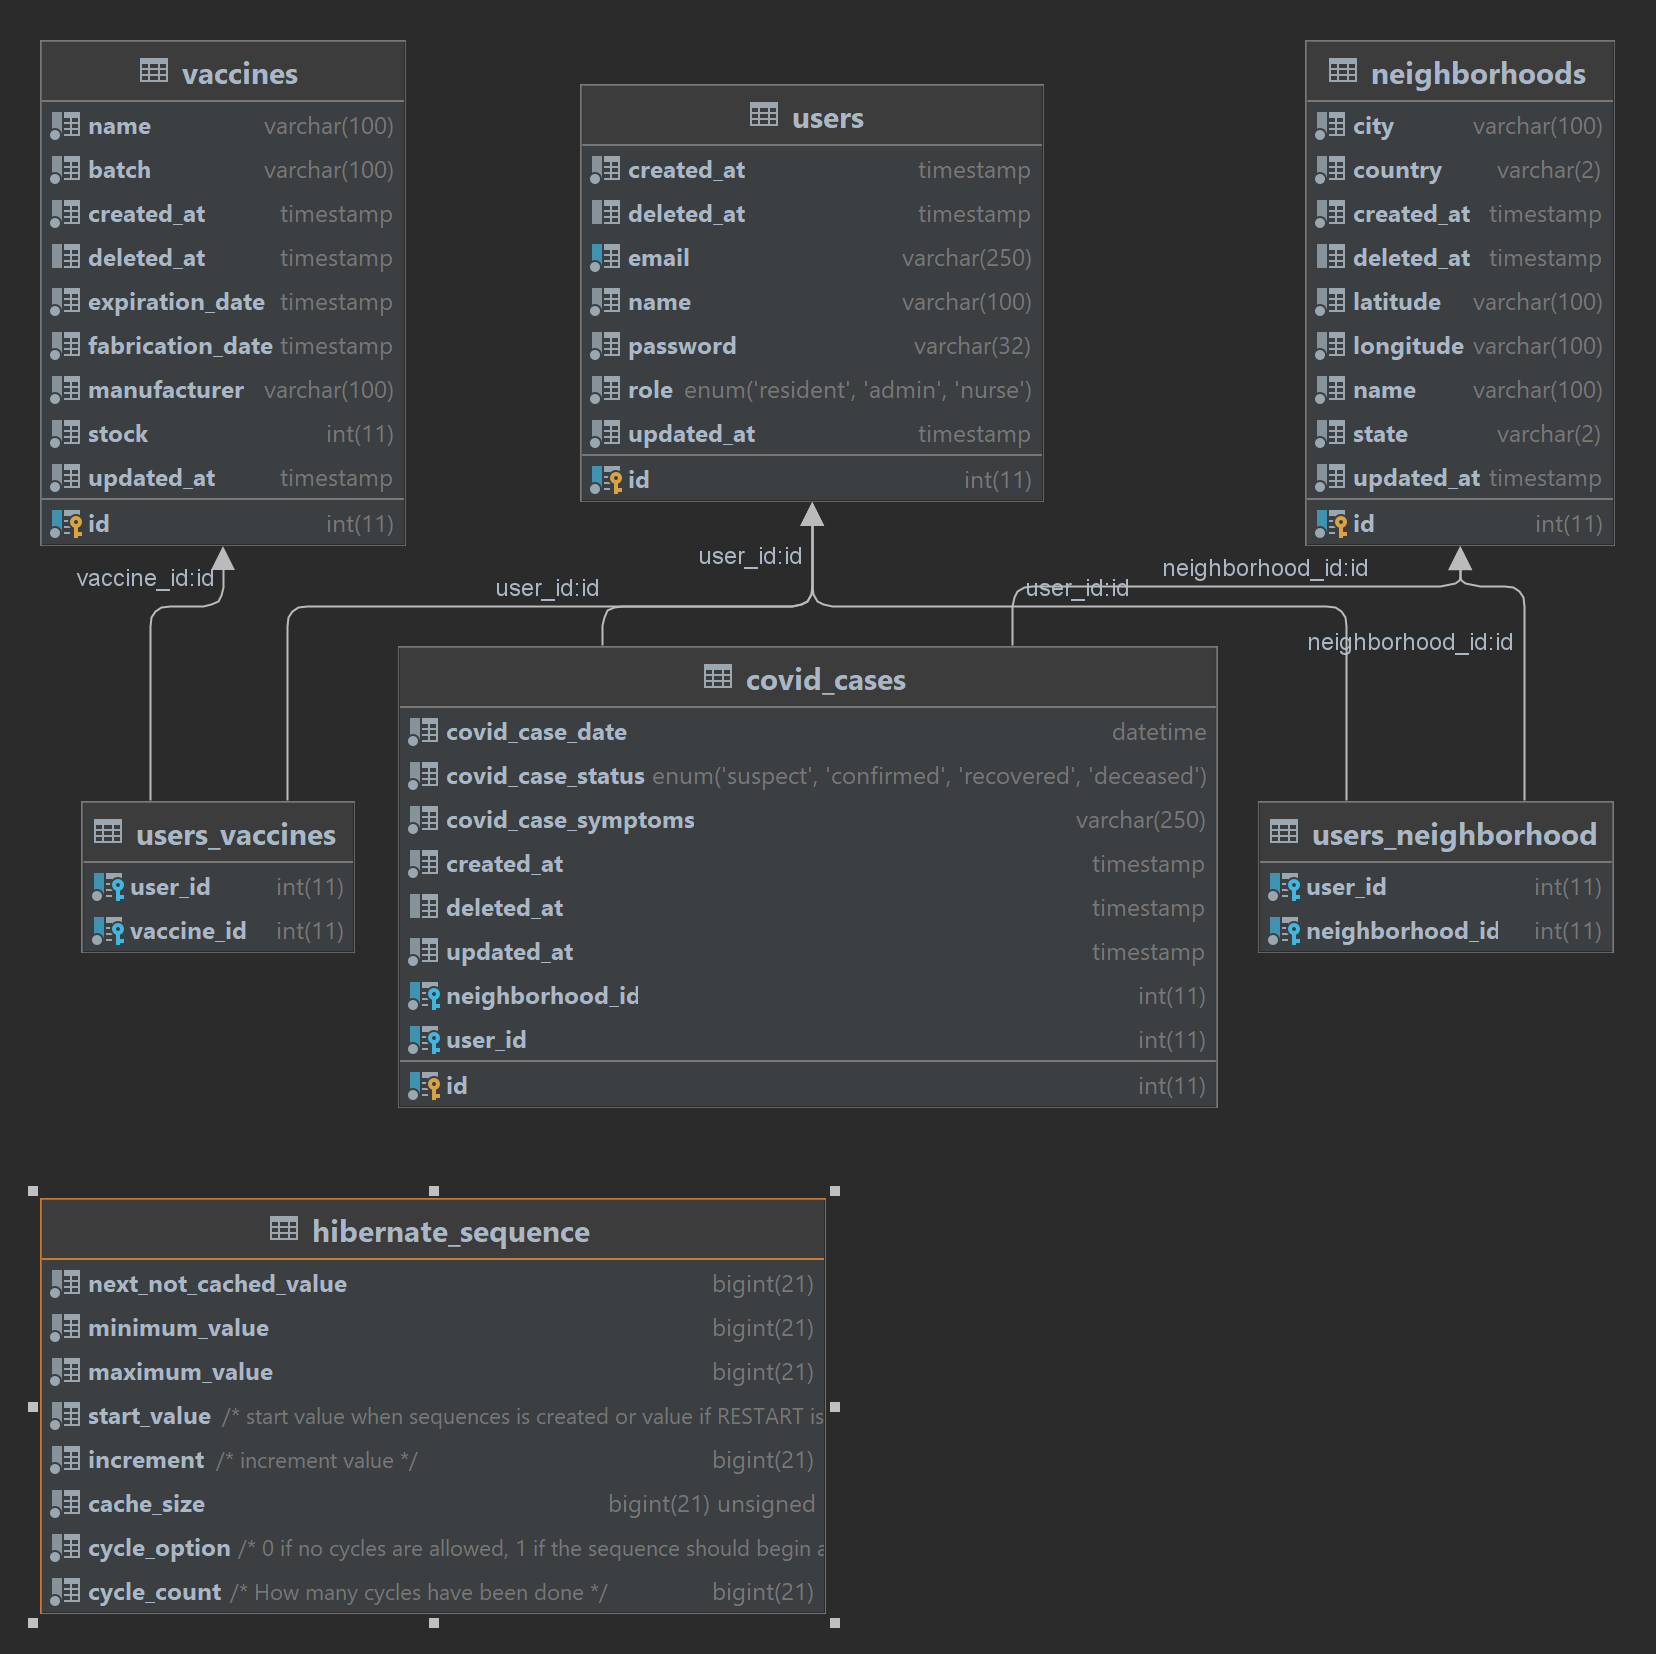 vaccines
name varchar(100)
batch varchar(100)
created_at timestamp
deleted_at timestamp
expiration_date timestamp
fabrication_date timestamp
manufacturer varchar(100)
stock int(11)
updated_at timestamp
id int(11)
users
created_at timestamp
deleted_at timestamp
email varchar(250)
name varchar(100)
password varchar(32)
role enum('resident', 'admin', 'nurse')
updated_at timestamp
id int(11)
neighborhoods
city varchar(100)
country varchar(2)
created_at timestamp
deleted_at timestamp
latitude varchar(100)
longitude varchar(100)
name varchar(100)
state varchar(2)
updated_at timestamp
id int(11)
vaccine_id:id
user_id:id
user_id:id
user_id:id
neighborhood_id:id
neighborhood_id:id
covid_cases
covid_case_date datetime
covid_case_status enum('suspect', 'confirmed', 'recovered', 'deceased')
covid_case_symptoms varchar(250)
created_at timestamp
deleted_at timestamp
updated_at timestamp
neighborhood_id int(11)
user_id int(11)
id int(11)
users_vaccines
user_id int(11)
vaccine_id int(11)
users_neighborhood
user_id int(11)
neighborhood_id int(11)
hibernate_sequence
next_not_cached_value bigint(21)
minimum_value bigint(21)
maximum_value bigint(21)
start_value /* start value when sequences is created or value if RESTART is
increment /* increment value */ bigint(21)
cache_size bigint(21) unsigned
cycle_option /* 0 if no cycles are allowed, 1 if the sequence should begin a
cycle_count /* How many cycles have been done */ bigint(21)